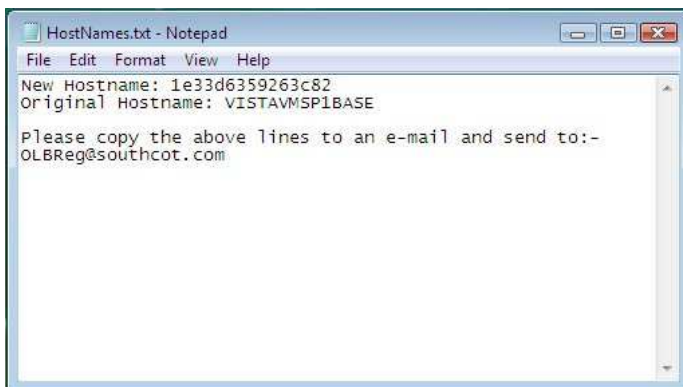 HostNames.txt - Notepad
File Edit Format View Help
New Hostname: 1e33d6359263c82
Original Hostname: VISTAVMSP1BASE
Please copy the above lines to an e-mail and send to:-
OLBReg@southcot.com